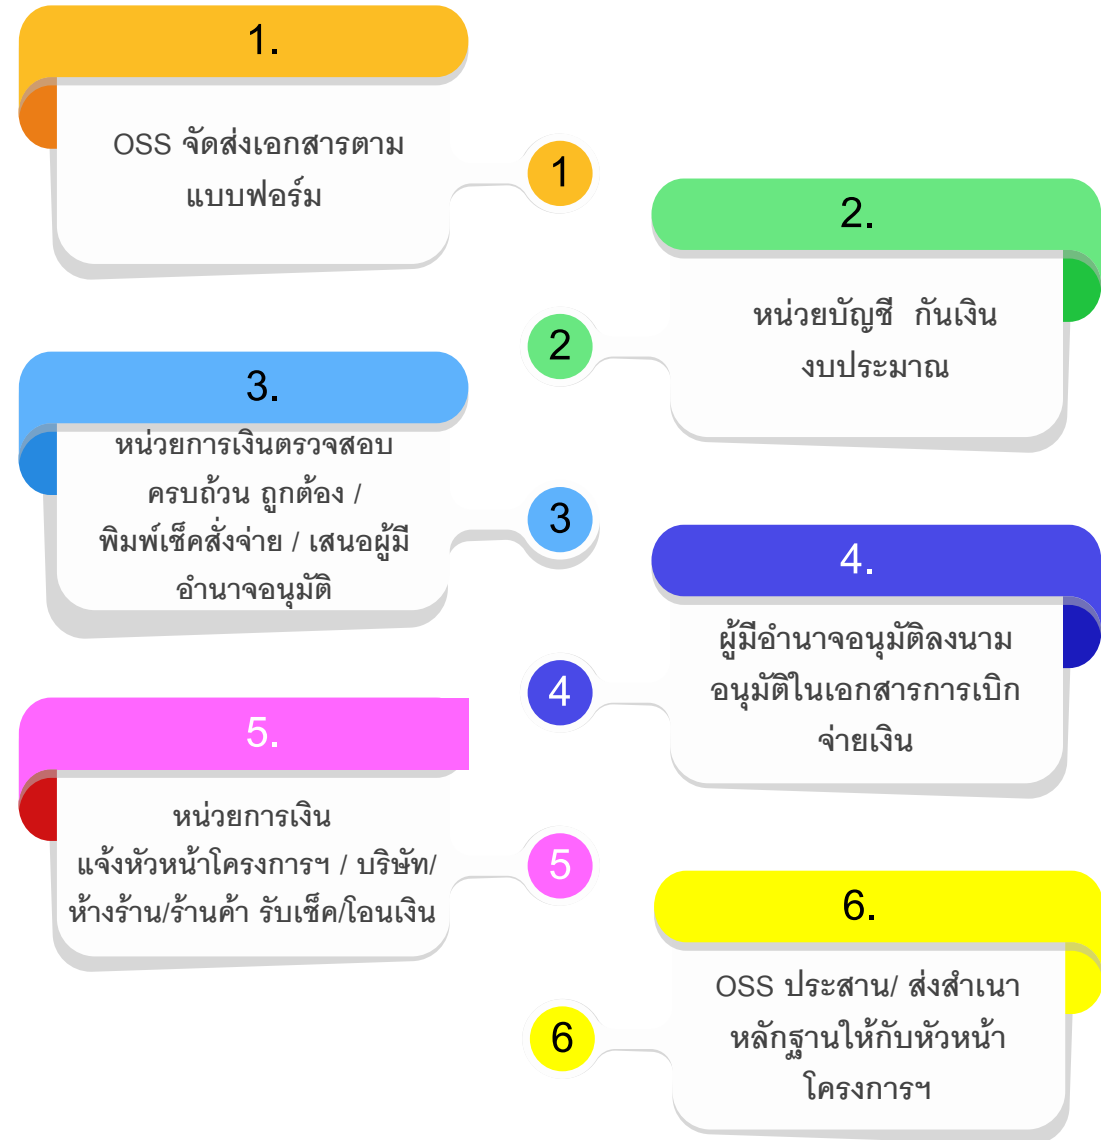 1.
OSS จัดส่งเอกสารตาม
แบบฟอร์ม
1
2.
หน่วยบัญชี  กันเงิน
งบประมาณ
2
3.
หน่วยการเงินตรวจสอบ
ครบถ้วน ถูกต้อง /
พิมพ์เช็คสั่งจ่าย / เสนอผู้มี
อำนาจอนุมัติ
3
4.
ผู้มีอำนาจอนุมัติลงนาม
อนุมัติในเอกสารการเบิก
จ่ายเงิน
4
5.
หน่วยการเงิน
แจ้งหัวหน้าโครงการฯ / บริษัท/
ห้างร้าน/ร้านค้า รับเช็ค/โอนเงิน
5
6.
OSS ประสาน/ ส่งสำเนา
หลักฐานให้กับหัวหน้า
โครงการฯ
6